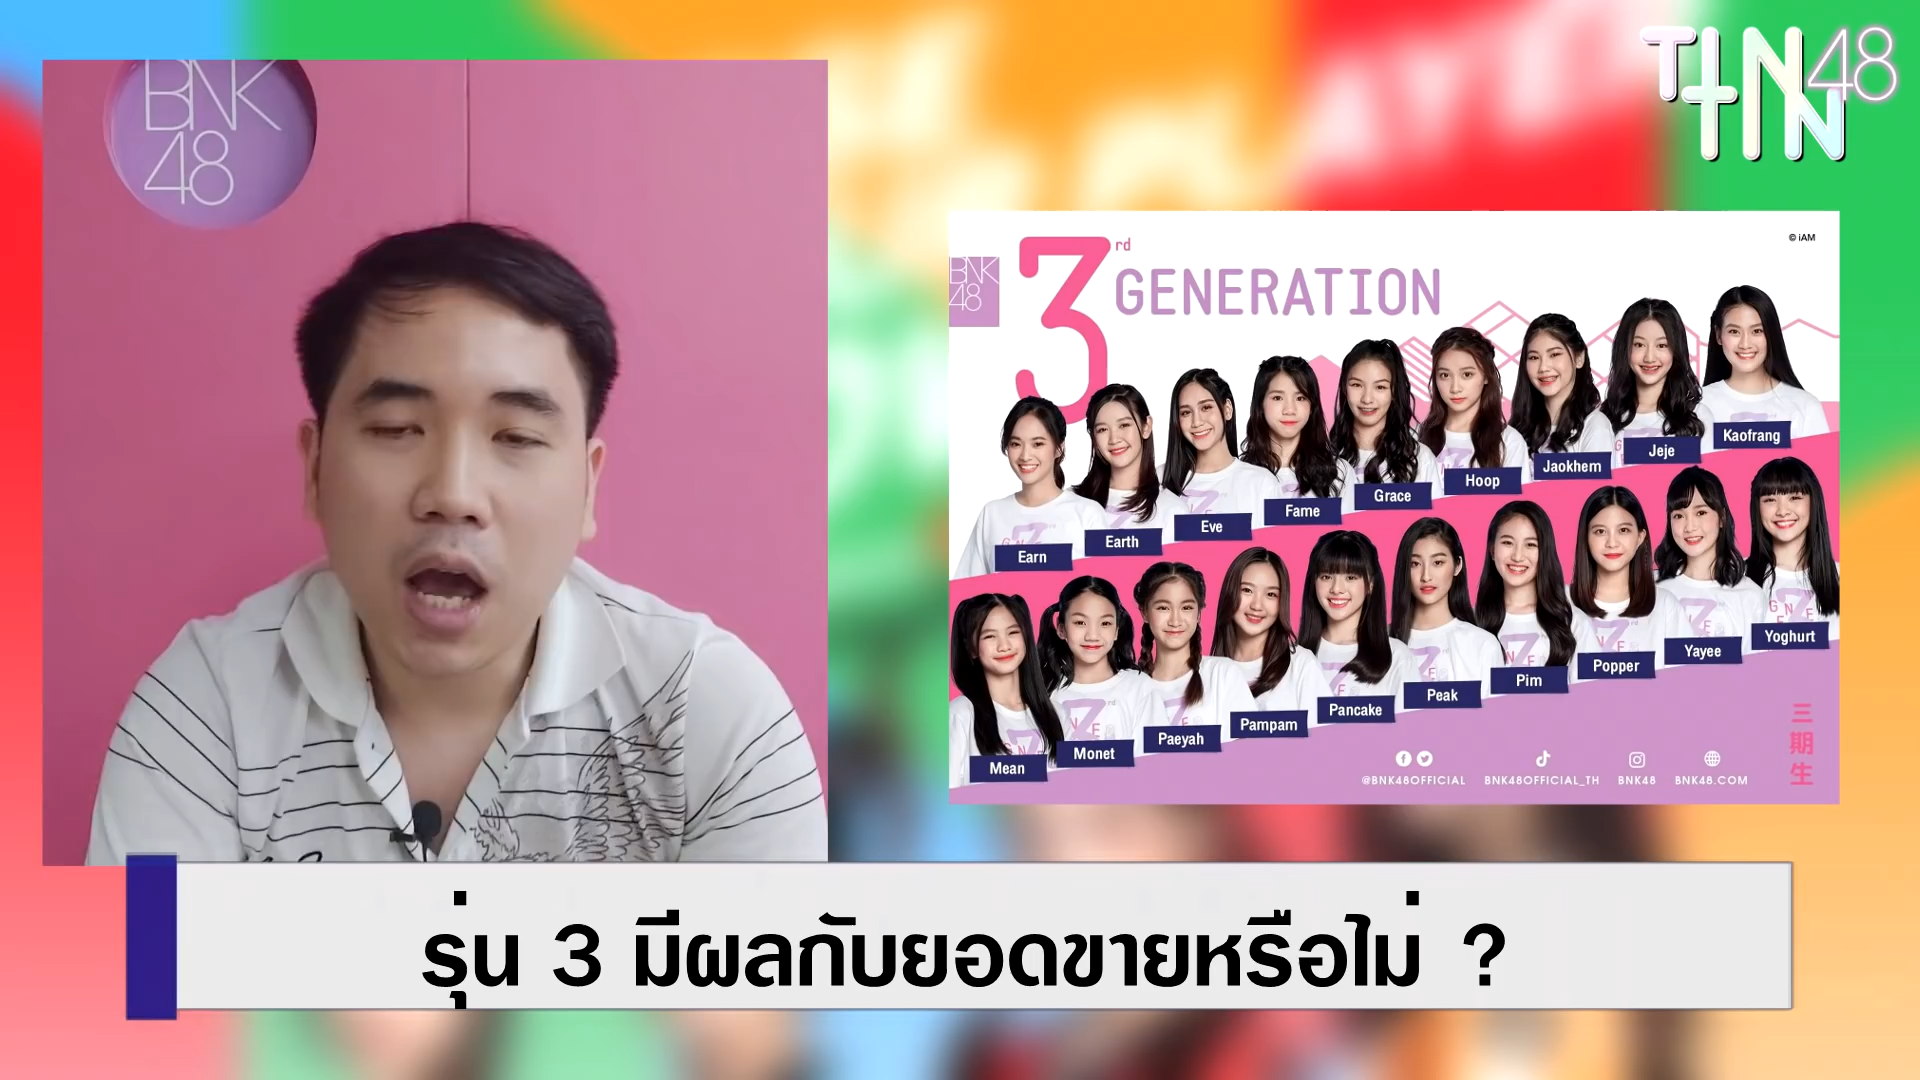 BNK
48
TIN48
TIN
© iAM
BNK
48
3rd
GENERATION
Kaofrang
Jeje
Jaokhem
Hoop
Grace
Fame
Eve
Earth
Earn
Yoghurt
Yayee
Popper
Pim
Peak
Pancake
Pampam
Paeyah
Monet
Mean
三期生
@BNK48OFFICIAL BNK48OFFICIAL_TH BNK48 BNK48.COM
รุ่น 3 มีผลกับยอดขายหรือไม่ ?